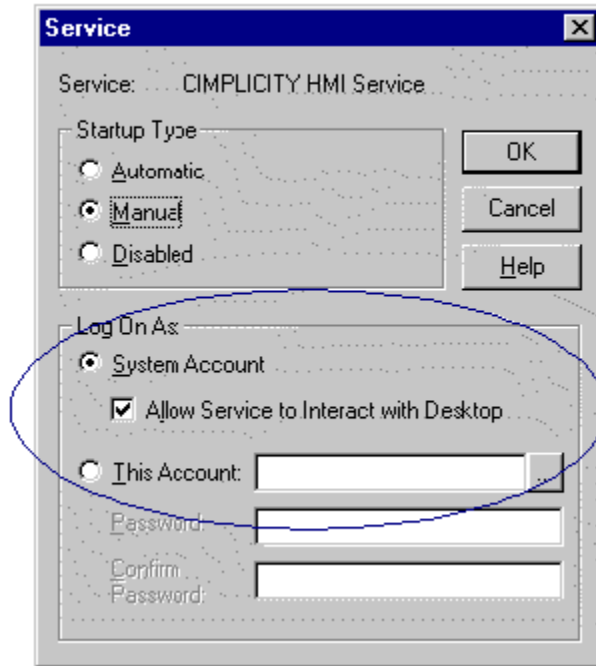 Service
Service: CIMPLICITY HMI Service
Startup Type
Automatic
Manual
Disabled
OK
Cancel
Help
Log On As:
System Account
Allow Service to Interact with Desktop
This Account:
...
Password:
Confirm
Password: